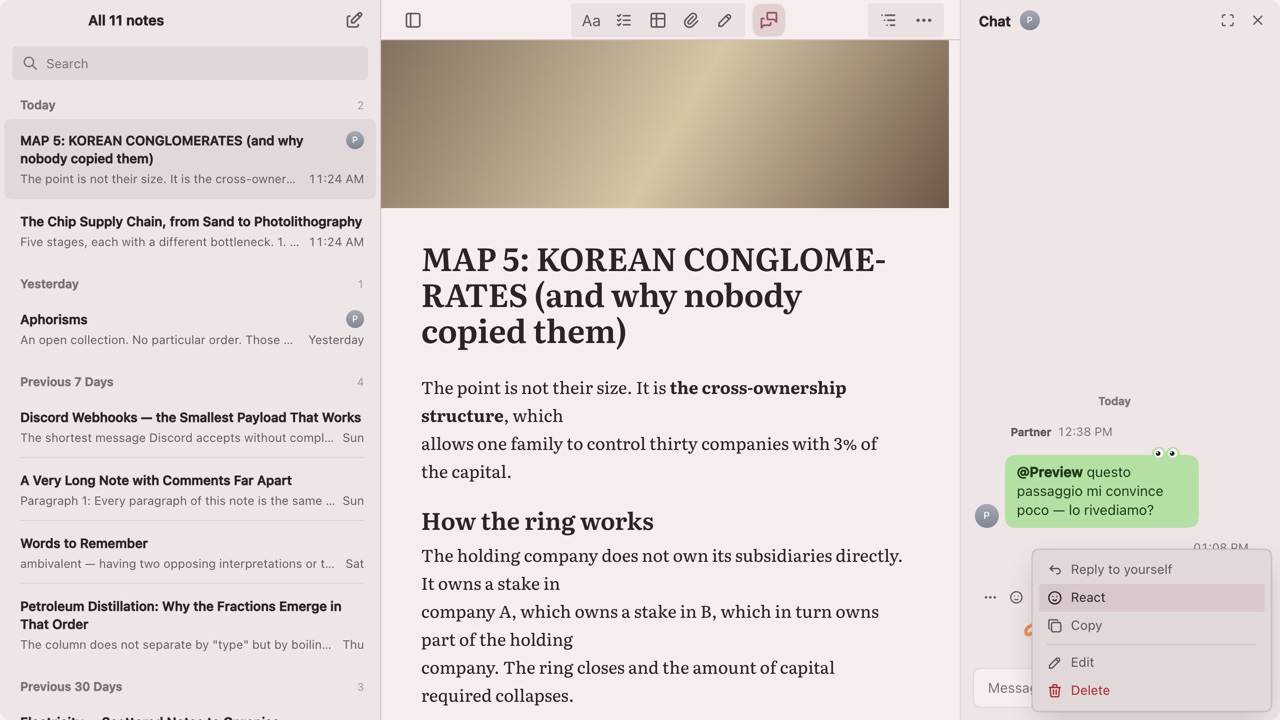 All 11 notes
Search
Today 2
MAP 5: KOREAN CONGLOMERATES (and why
nobody copied them)
P
The point is not their size. It is the cross-owner... 11:24 AM
The Chip Supply Chain, from Sand to Photolithography
Five stages, each with a different bottleneck. 1. ... 11:24 AM
Yesterday 1
Aphorisms
P
An open collection. No particular order. Those ... Yesterday
Previous 7 Days 4
Discord Webhooks — the Smallest Payload That Works
The shortest message Discord accepts without compl... Sun
A Very Long Note with Comments Far Apart
Paragraph 1: Every paragraph of this note is the same ... Sun
Words to Remember
ambivalent — having two opposing interpretations or t... Sat
Petroleum Distillation: Why the Fractions Emerge in
That Order
The column does not separate by "type" but by boilin... Thu
Previous 30 Days 3
Aa
MAP 5: KOREAN CONGLOME-
RATES (and why nobody
copied them)
The point is not their size. It is the cross-ownership
structure, which
allows one family to control thirty companies with 3% of
the capital.
How the ring works
The holding company does not own its subsidiaries directly.
It owns a stake in
company A, which owns a stake in B, which in turn owns
part of the holding
company. The ring closes and the amount of capital
required collapses.
Chat P
Today
Partner 12:38 PM
@Preview questo
passaggio mi convince
poco — lo rivediamo?
P
01:08 PM
Reply to yourself
React
Copy
Edit
Delete